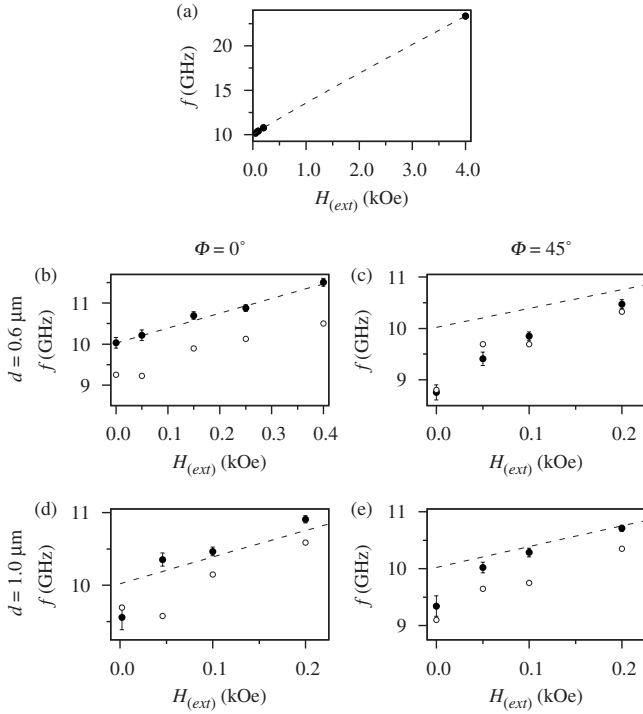 (a)
f (GHz)
20
15
10
0.0 1.0 2.0 3.0 4.0
H(ext) (kOe)
Φ = 0° Φ = 45°
d = 0.6 μm
(b)
f (GHz)
11
10
9
0.0 0.1 0.2 0.3 0.4
H(ext) (kOe)
(c)
f (GHz)
11
10
9
0.0 0.1 0.2
H(ext) (kOe)
d = 1.0 μm
(d)
f (GHz)
11
10
0.0 0.1 0.2
H(ext) (kOe)
(e)
f (GHz)
11
10
9
0.0 0.1 0.2
H(ext) (kOe)